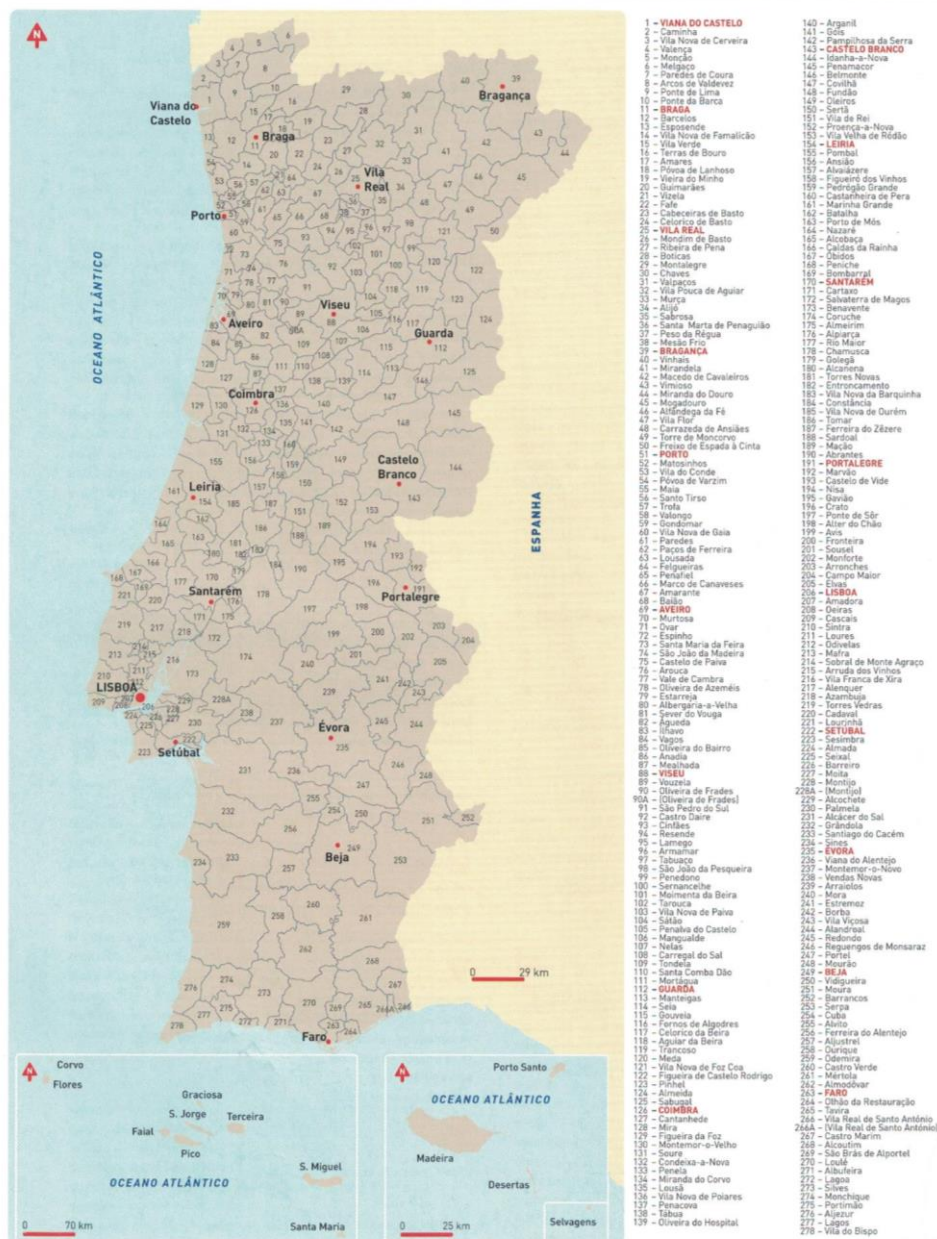 Viana do
Castelo
Braga
Bragança
Vila
Real
Porto
Aveiro
Viseu
Guarda
Coimbra
Castelo
Branco
Leiria
Santarém
Portalegre
LISBOA
Setúbal
Évora
Beja
Faro
OCEANO ATLÂNTICO
ESPANHA
0 29 km
Corvo
Flores
Graciosa
S. Jorge
Terceira
Faial
Pico
S. Miguel
OCEANO ATLÂNTICO
Santa Maria
0 70 km
Porto Santo
OCEANO ATLÂNTICO
Madeira
Desertas
Selvagens
0 25 km
1 – VIANA DO CASTELO
2 – Caminha
3 – Vila Nova de Cerveira
4 – Valença
5 – Monção
6 – Melgaço
7 – Paredes de Coura
8 – Arcos de Valdevez
9 – Ponte de Lima
10 – Ponte da Barca
11 – BRAGA
12 – Barcelos
13 – Esposende
14 – Vila Nova de Famalicão
15 – Vila Verde
16 – Terras de Bouro
17 – Amares
18 – Póvoa de Lanhoso
19 – Vieira do Minho
20 – Guimarães
21 – Vizela
22 – Fafe
23 – Cabeceiras de Basto
24 – Celorico de Basto
25 – VILA REAL
26 – Mondim de Basto
27 – Ribeira de Pena
28 – Boticas
29 – Montalegre
30 – Chaves
31 – Valpaços
32 – Vila Pouca de Aguiar
33 – Murça
34 – Alijó
35 – Sabrosa
36 – Santa Marta de Penaguião
37 – Peso da Régua
38 – Mesão Frio
39 – BRAGANÇA
40 – Vinhais
41 – Mirandela
42 – Macedo de Cavaleiros
43 – Vimioso
44 – Miranda do Douro
45 – Mogadouro
46 – Alfândega da Fé
47 – Vila Flor
48 – Carrazeda de Ansiães
49 – Torre de Moncorvo
50 – Freixo de Espada à Cinta
51 – PORTO
52 – Matosinhos
53 – Vila do Conde
54 – Póvoa de Varzim
55 – Maia
56 – Santo Tirso
57 – Trofa
58 – Valongo
59 – Gondomar
60 – Vila Nova de Gaia
61 – Paredes
62 – Paços de Ferreira
63 – Lousada
64 – Felgueiras
65 – Penafiel
66 – Marco de Canaveses
67 – Amarante
68 – Baião
69 – AVEIRO
70 – Murtosa
71 – Ovar
72 – Espinho
73 – Santa Maria da Feira
74 – São João da Madeira
75 – Castelo de Paiva
76 – Arouca
77 – Vale de Cambra
78 – Oliveira de Azeméis
79 – Estarreja
80 – Albergaria-a-Velha
81 – Sever do Vouga
82 – Águeda
83 – Ílhavo
84 – Vagos
85 – Oliveira do Bairro
86 – Anadia
87 – Mealhada
88 – VISEU
89 – Vouzela
90 – Oliveira de Frades
90A – (Oliveira de Frades)
91 – São Pedro do Sul
92 – Castro Daire
93 – Cinfães
94 – Resende
95 – Lamego
96 – Armamar
97 – Tabuaço
98 – São João da Pesqueira
99 – Penedono
100 – Sernancelhe
101 – Moimenta da Beira
102 – Tarouca
103 – Vila Nova de Paiva
104 – Sátão
105 – Penalva do Castelo
106 – Mangualde
107 – Nelas
108 – Carregal do Sal
109 – Tondela
110 – Santa Comba Dão
111 – Mortágua
112 – GUARDA
113 – Manteigas
114 – Seia
115 – Gouveia
116 – Fornos de Algodres
117 – Celorico da Beira
118 – Aguiar da Beira
119 – Trancoso
120 – Meda
121 – Vila Nova de Foz Coa
122 – Figueira de Castelo Rodrigo
123 – Pinhel
124 – Almeida
125 – Sabugal
126 – COIMBRA
127 – Cantanhede
128 – Mira
129 – Figueira da Foz
130 – Montemor-o-Velho
131 – Soure
132 – Condeixa-a-Nova
133 – Penela
134 – Miranda do Corvo
135 – Lousã
136 – Vila Nova de Poiares
137 – Penacova
138 – Tábua
139 – Oliveira do Hospital
140 – Arganil
141 – Góis
142 – Pampilhosa da Serra
143 – CASTELO BRANCO
144 – Idanha-a-Nova
145 – Penamacor
146 – Belmonte
147 – Covilhã
148 – Fundão
149 – Oleiros
150 – Sertã
151 – Vila de Rei
152 – Proença-a-Nova
153 – Vila Velha de Ródão
154 – LEIRIA
155 – Pombal
156 – Ansião
157 – Alvaiázere
158 – Figueiró dos Vinhos
159 – Pedrógão Grande
160 – Castanheira de Pera
161 – Marinha Grande
162 – Batalha
163 – Porto de Mós
164 – Nazaré
165 – Alcobaça
166 – Caldas da Rainha
167 – Óbidos
168 – Peniche
169 – Bombarral
170 – SANTARÉM
171 – Cartaxo
172 – Salvaterra de Magos
173 – Benavente
174 – Coruche
175 – Almeirim
176 – Alpiarça
177 – Rio Maior
178 – Chamusca
179 – Golegã
180 – Alcanena
181 – Torres Novas
182 – Entroncamento
183 – Vila Nova da Barquinha
184 – Constância
185 – Vila Nova de Ourém
186 – Tomar
187 – Ferreira do Zêzere
188 – Sardoal
189 – Mação
190 – Abrantes
191 – PORTALEGRE
192 – Marvão
193 – Castelo de Vide
194 – Nisa
195 – Gavião
196 – Crato
197 – Ponte de Sôr
198 – Alter do Chão
199 – Avis
200 – Fronteira
201 – Sousel
202 – Monforte
203 – Arronches
204 – Campo Maior
205 – Elvas
206 – LISBOA
207 – Amadora
208 – Oeiras
209 – Cascais
210 – Sintra
211 – Loures
212 – Odivelas
213 – Mafra
214 – Sobral de Monte Agraço
215 – Arruda dos Vinhos
216 – Vila Franca de Xira
217 – Alenquer
218 – Azambuja
219 – Torres Vedras
220 – Cadaval
221 – Lourinhã
222 – SETÚBAL
223 – Sesimbra
224 – Almada
225 – Seixal
226 – Barreiro
227 – Moita
228 – Montijo
228A – (Montijo)
229 – Alcochete
230 – Palmela
231 – Alcácer do Sal
232 – Grândola
233 – Santiago do Cacém
234 – Sines
235 – ÉVORA
236 – Viana do Alentejo
237 – Montemor-o-Novo
238 – Vendas Novas
239 – Arraiolos
240 – Mora
241 – Estremoz
242 – Borba
243 – Vila Viçosa
244 – Alandroal
245 – Redondo
246 – Reguengos de Monsaraz
247 – Portel
248 – Mourão
249 – BEJA
250 – Vidigueira
251 – Moura
252 – Barrancos
253 – Serpa
254 – Cuba
255 – Alvito
256 – Ferreira do Alentejo
257 – Aljustrel
258 – Ourique
259 – Odemira
260 – Castro Verde
261 – Mértola
262 – Almodôvar
263 – FARO
264 – Olhão da Restauração
265 – Tavira
266 – Vila Real de Santo António
266A – (Vila Real de Santo António)
267 – Castro Marim
268 – Alcoutim
269 – São Brás de Alportel
270 – Loulé
271 – Albufeira
272 – Lagoa
273 – Silves
274 – Monchique
275 – Portimão
276 – Aljezur
277 – Lagos
278 – Vila do Bispo